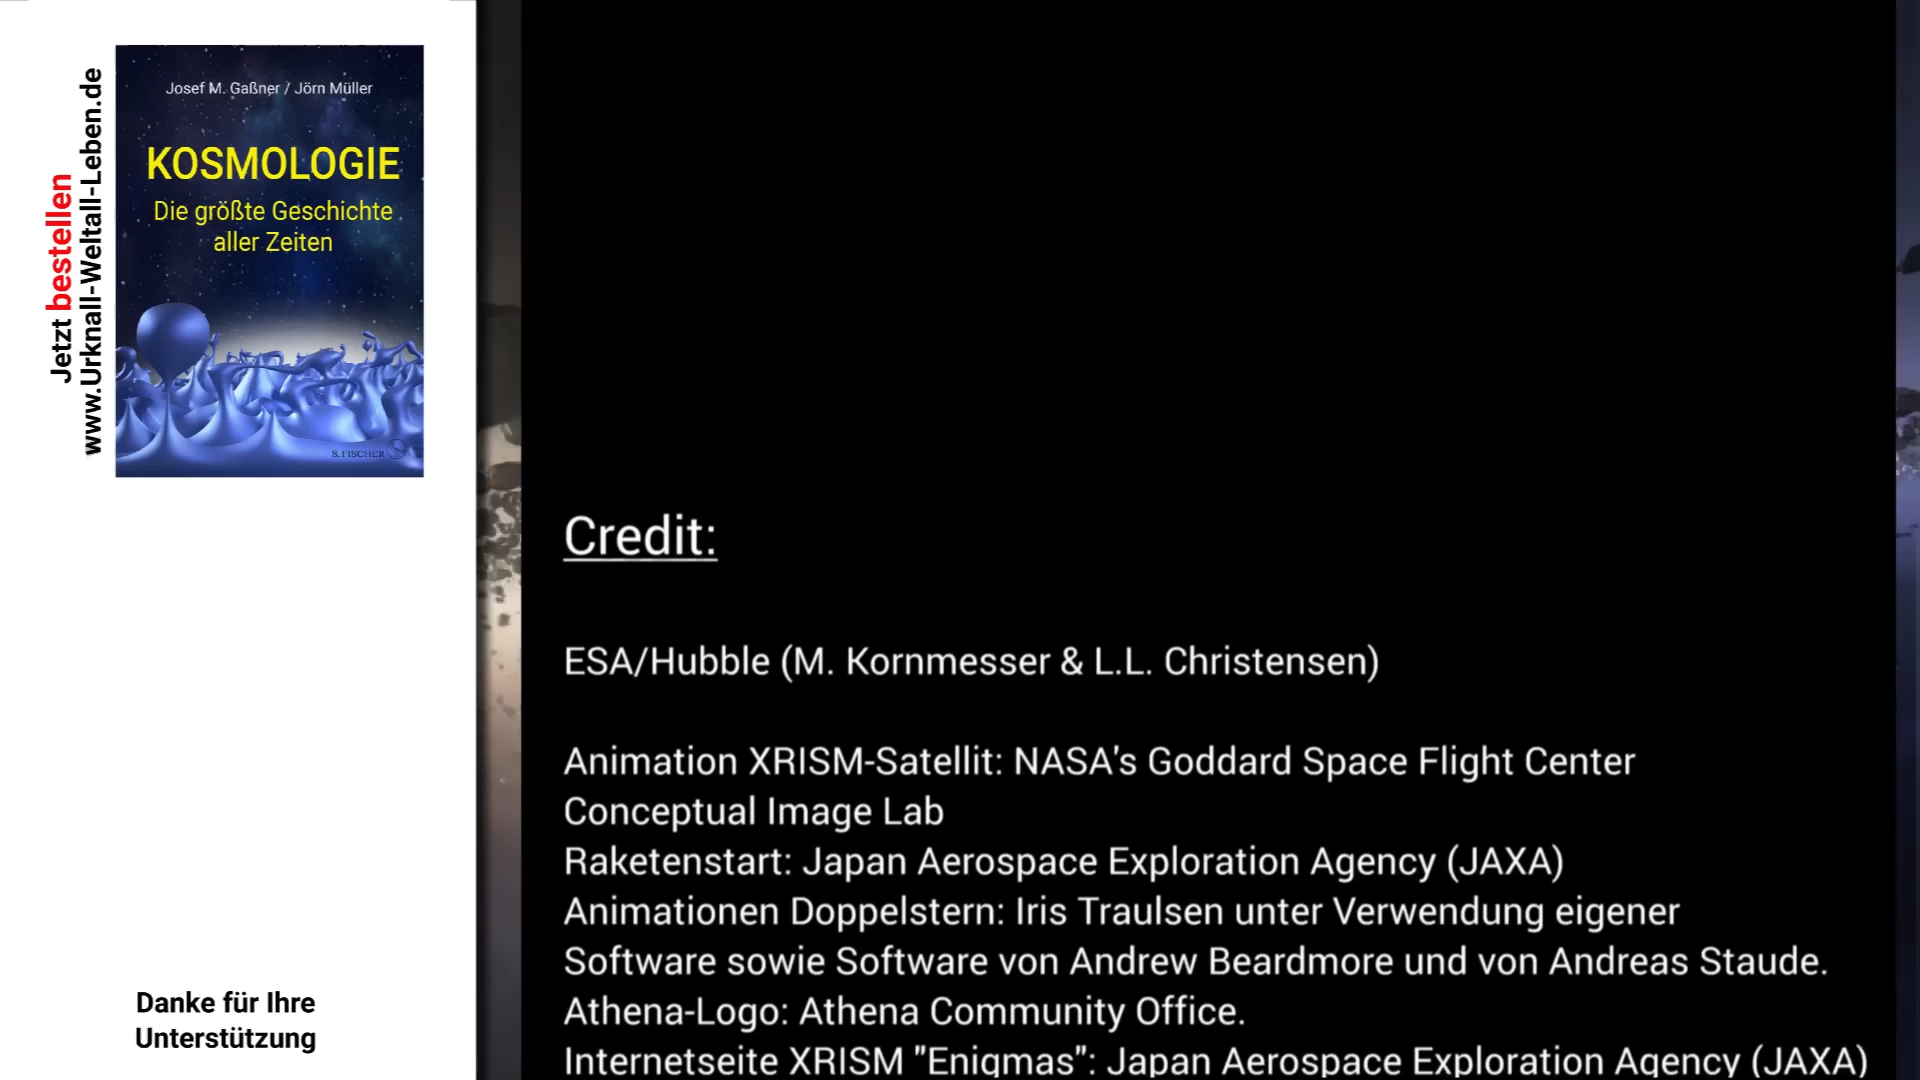 Jetzt bestellen
www.Urknall-Weltall-Leben.de
Josef M. Gaßner / Jörn Müller
KOSMOLOGIE
Die größte Geschichte
aller Zeiten
S. FISCHER
Danke für Ihre
Unterstützung
Credit:
ESA/Hubble (M. Kornmesser & L.L. Christensen)
Animation XRISM-Satellit: NASA's Goddard Space Flight Center
Conceptual Image Lab
Raketenstart: Japan Aerospace Exploration Agency (JAXA)
Animationen Doppelstern: Iris Traulsen unter Verwendung eigener
Software sowie Software von Andrew Beardmore und von Andreas Staude.
Athena-Logo: Athena Community Office.
Internetseite XRISM "Enigmas": Japan Aerospace Exploration Agency (JAXA)